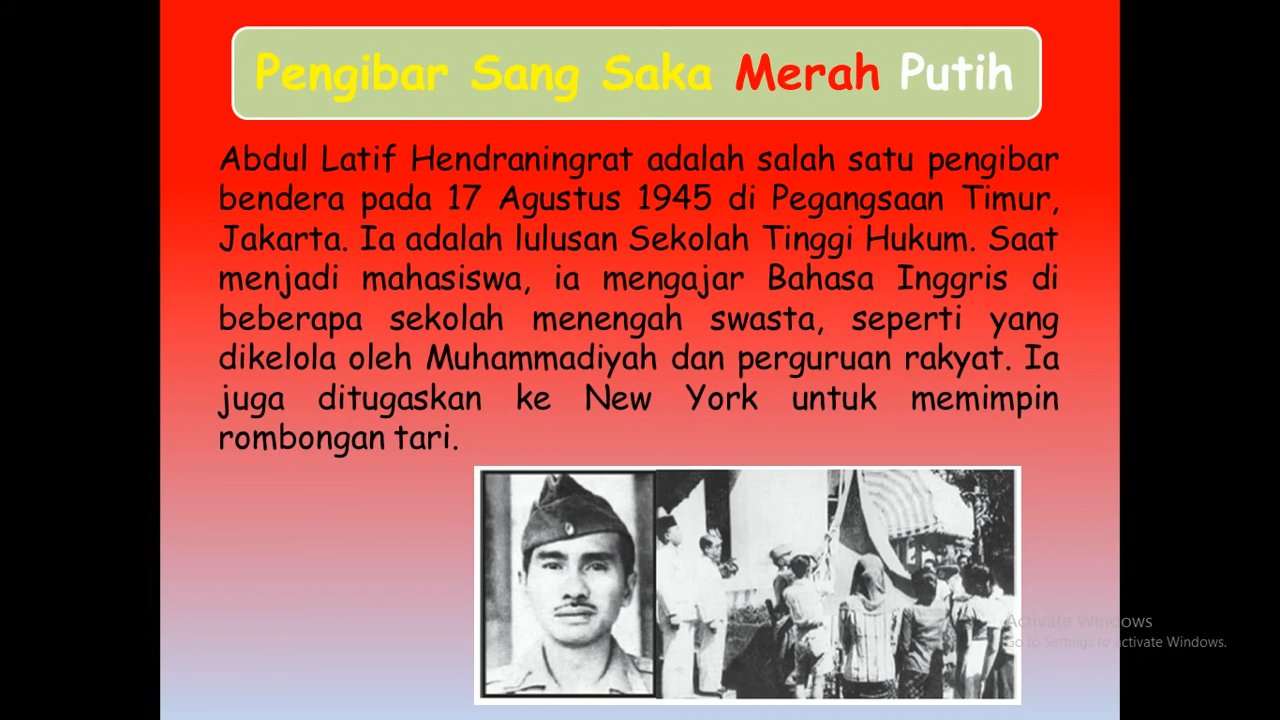 Pengibar Sang Saka Merah Putih
Abdul Latif Hendraningrat adalah salah satu pengibar
bendera pada 17 Agustus 1945 di Pegangsaan Timur,
Jakarta. Ia adalah lulusan Sekolah Tinggi Hukum. Saat
menjadi mahasiswa, ia mengajar Bahasa Inggris di
beberapa sekolah menengah swasta, seperti yang
dikelola oleh Muhammadiyah dan perguruan rakyat. Ia
juga ditugaskan ke New York untuk memimpin
rombongan tari.
Activate Windows
Go to Settings to activate Windows.